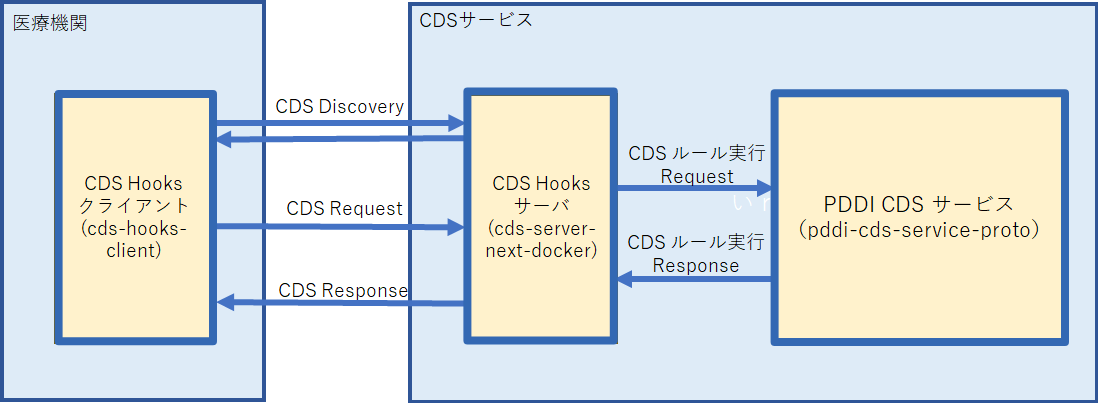 医療機関
CDSサービス
CDS Hooks
クライアント
(cds-hooks-
client)
CDS Discovery
CDS Request
CDS Response
CDS Hooks
サーバ
(cds-server-
next-docker)
CDS ルール実行
Request
CDS ルール実行
Response
PDDI CDS サービス
(pddi-cds-service-proto)